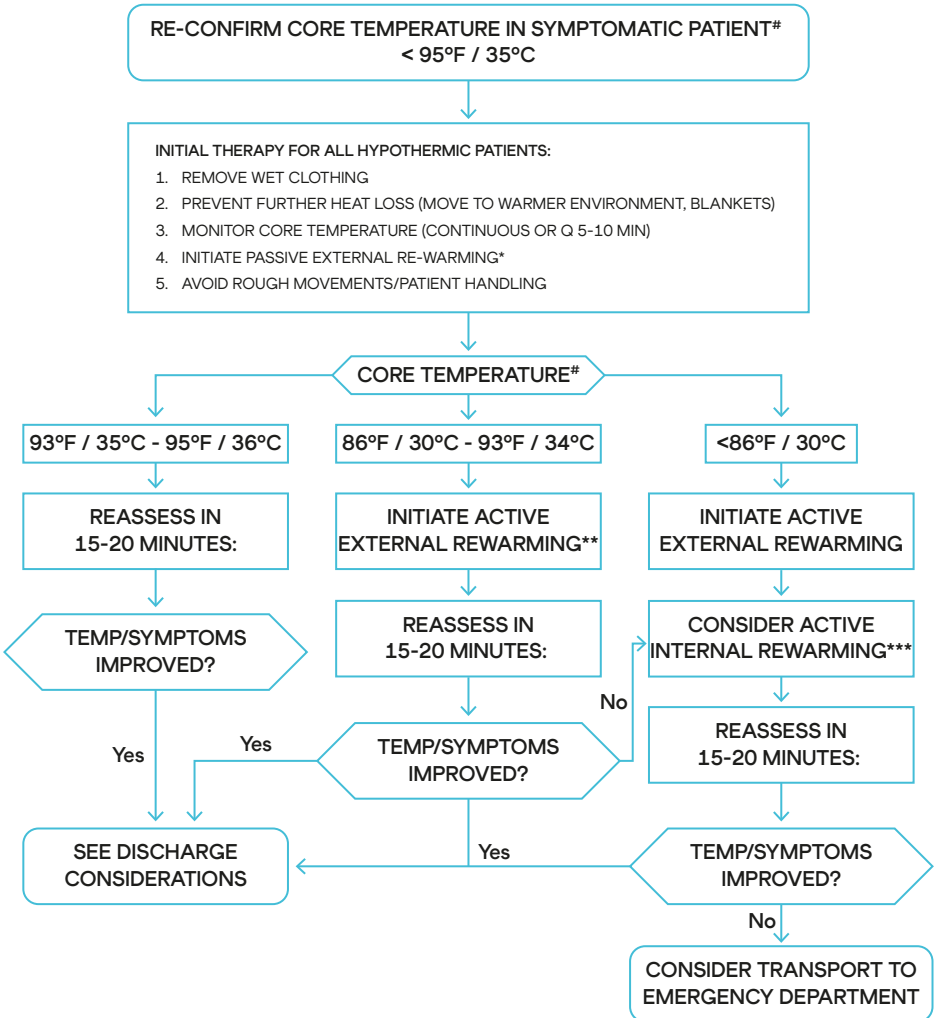 RE-CONFIRM CORE TEMPERATURE IN SYMPTOMATIC PATIENT#
< 95°F / 35°C
INITIAL THERAPY FOR ALL HYPOTHERMIC PATIENTS:
1. REMOVE WET CLOTHING
2. PREVENT FURTHER HEAT LOSS (MOVE TO WARMER ENVIRONMENT, BLANKETS)
3. MONITOR CORE TEMPERATURE (CONTINUOUS OR Q 5-10 MIN)
4. INITIATE PASSIVE EXTERNAL RE-WARMING*
5. AVOID ROUGH MOVEMENTS/PATIENT HANDLING
CORE TEMPERATURE#
93°F / 35°C - 95°F / 36°C
REASSESS IN
15-20 MINUTES:
TEMP/SYMPTOMS
IMPROVED?
Yes
86°F / 30°C - 93°F / 34°C
INITIATE ACTIVE
EXTERNAL REWARMING**
REASSESS IN
15-20 MINUTES:
TEMP/SYMPTOMS
IMPROVED?
Yes
No
<86°F / 30°C
INITIATE ACTIVE
EXTERNAL REWARMING
CONSIDER ACTIVE
INTERNAL REWARMING***
REASSESS IN
15-20 MINUTES:
TEMP/SYMPTOMS
IMPROVED?
Yes
No
SEE DISCHARGE
CONSIDERATIONS
CONSIDER TRANSPORT TO
EMERGENCY DEPARTMENT